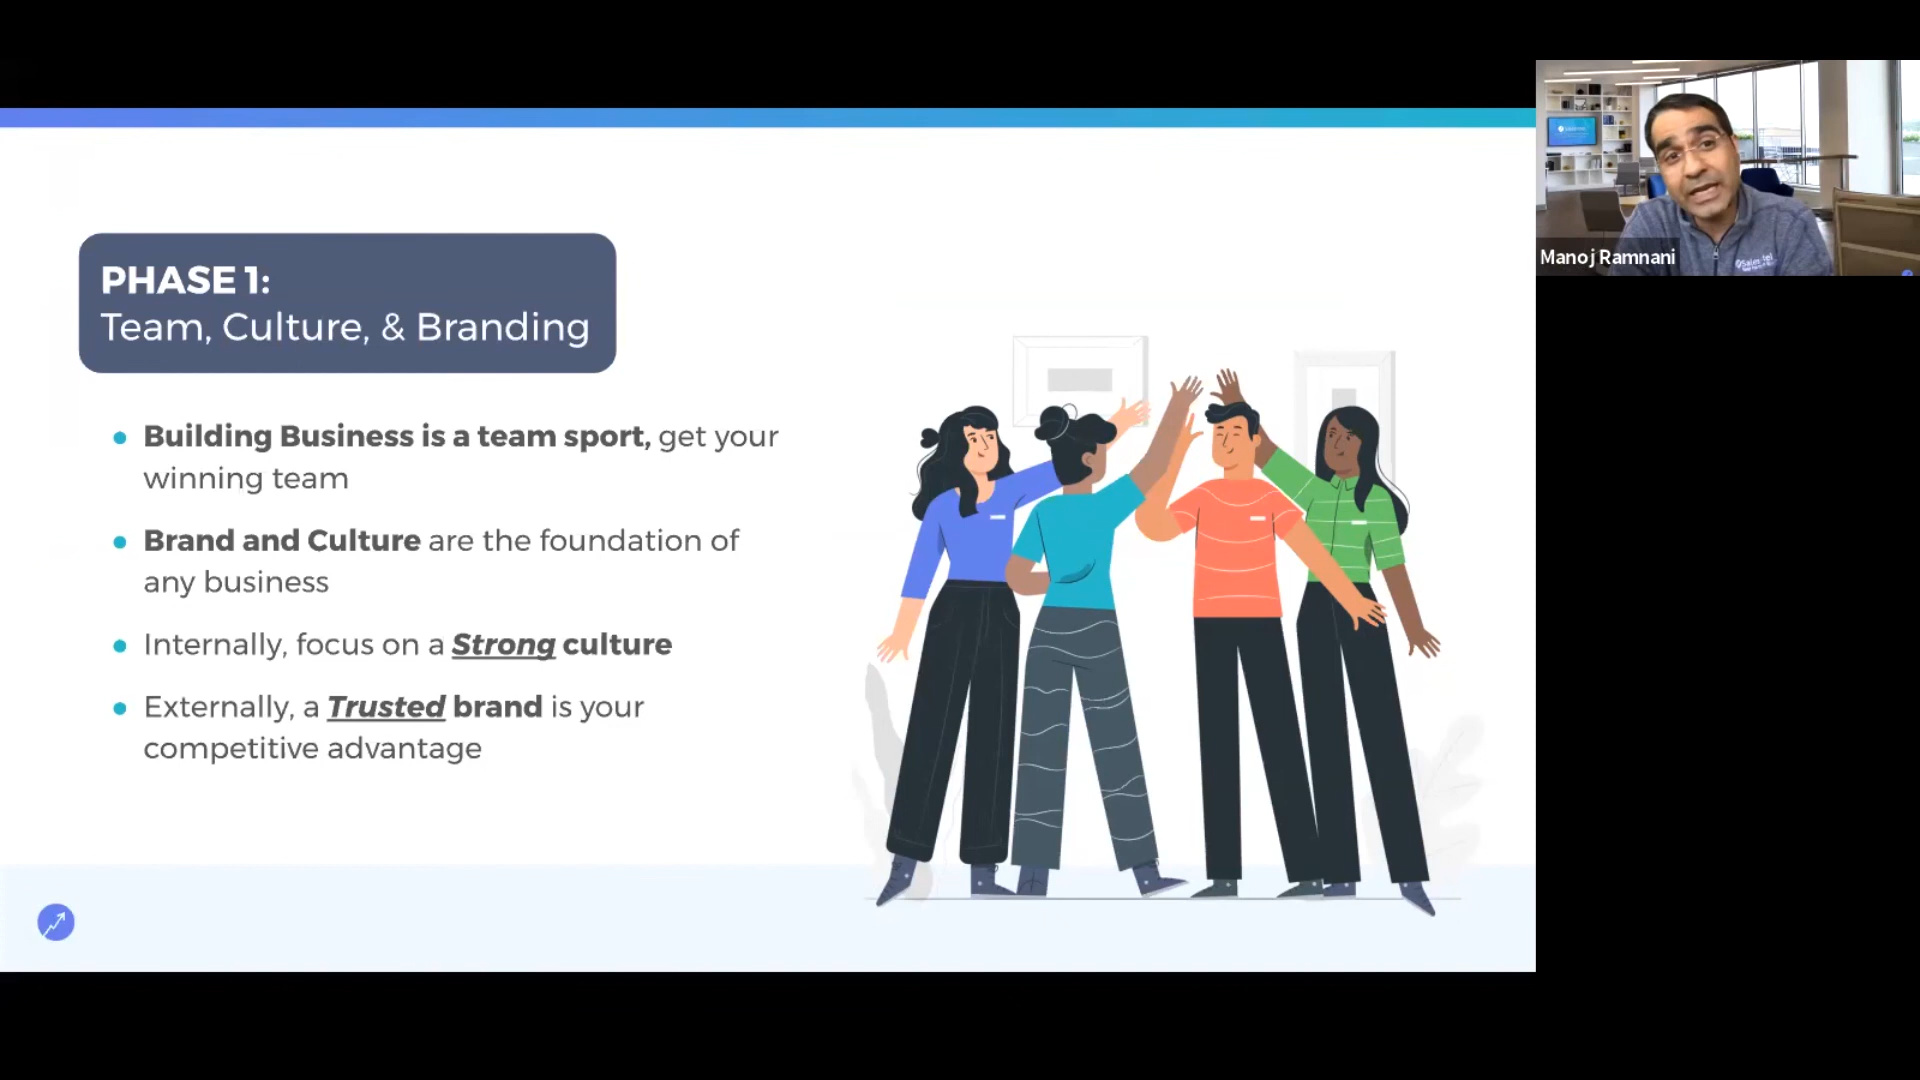 PHASE 1:
Team, Culture, & Branding
Building Business is a team sport, get your
winning team
Brand and Culture are the foundation of
any business
Internally, focus on a Strong culture
Externally, a Trusted brand is your
competitive advantage
Manoj Ramnani